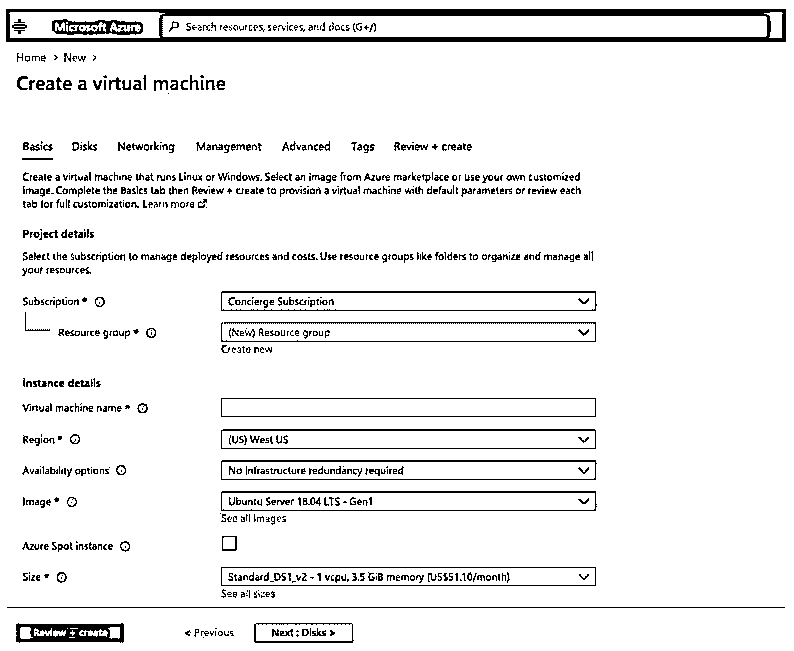 Microsoft Azure
Search resources, services, and docs (G+/)
Home > New >
Create a virtual machine
Basics Disks Networking Management Advanced Tags Review + create
Create a virtual machine that runs Linux or Windows. Select an image from Azure marketplace or use your own customized
image. Complete the Basics tab then Review + create to provision a virtual machine with default parameters or review each
tab for full customization. Learn more
Project details
Select the subscription to manage deployed resources and costs. Use resource groups like folders to organize and manage all
your resources.
Subscription * Concierge Subscription
Resource group * (New) Resource group
Create new
Instance details
Virtual machine name *
Region * (US) West US
Availability options No infrastructure redundancy required
Image * Ubuntu Server 18.04 LTS - Gen1
See all images
Azure Spot instance
Size * Standard_DS1_v2 - 1 vcpu, 3.5 GiB memory (US$51.10/month)
See all sizes
Review + create < Previous Next : Disks >